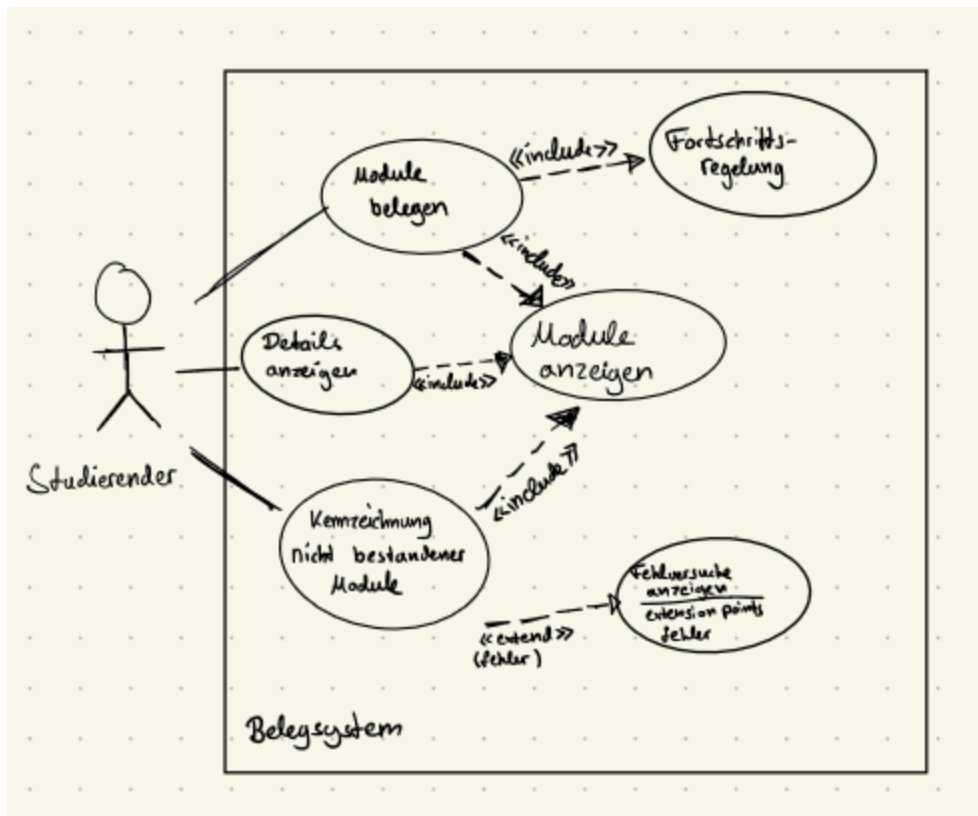 <<include>>
Fortschritts-
regelung
Module
belegen
<<include>>
Module
anzeigen
Details
anzeigen
<<include>>
Studierender
<<include>>
Kennzeichnung
nicht bestandener
Module
Fehlversuche
anzeigen
extension points
fehler
<<extend>>
(fehler)
Belegsystem